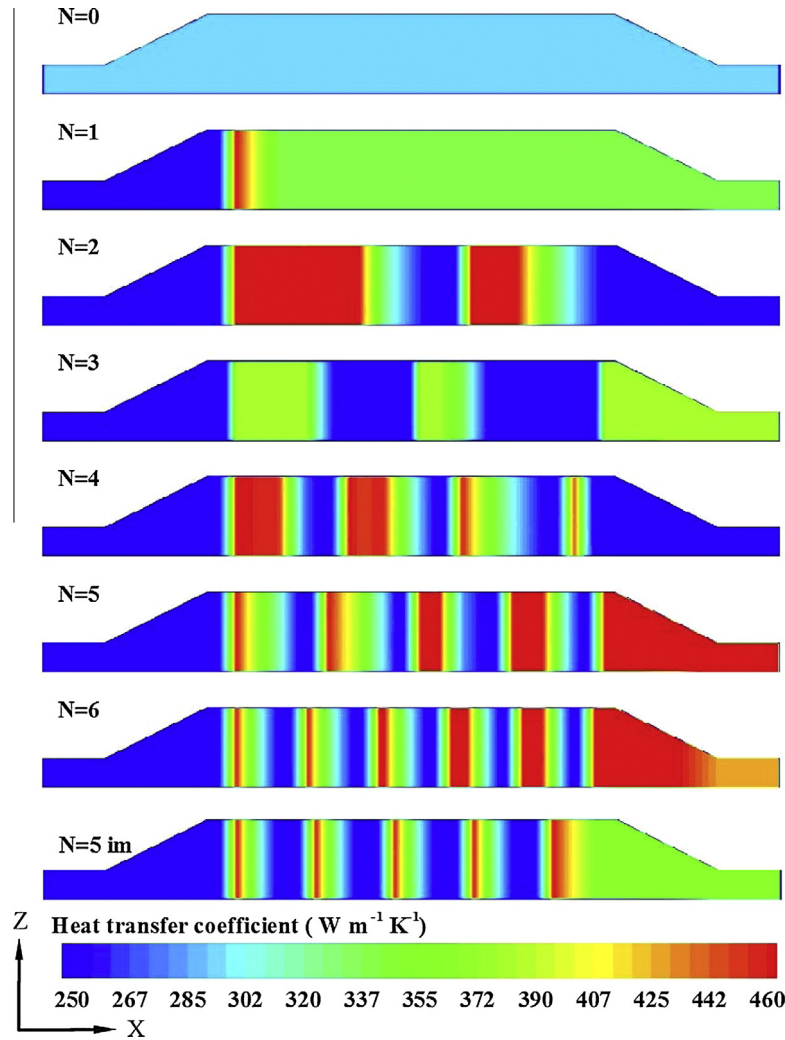 N=0
N=1
N=2
N=3
N=4
N=5
N=6
N=5 im
Z
Heat transfer coefficient ( W m⁻¹ K⁻¹)
250 267 285 302 320 337 355 372 390 407 425 442 460
X